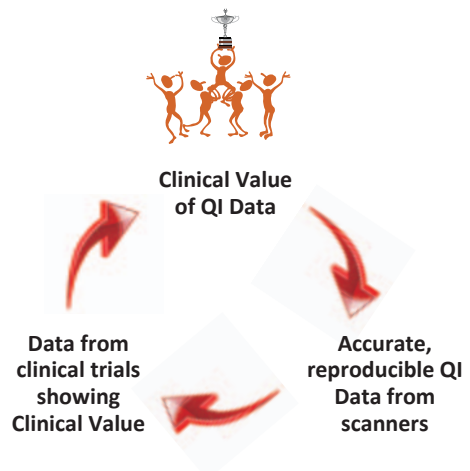 Clinical Value
of QI Data
Data from
clinical trials
showing
Clinical Value
Accurate,
reproducible QI
Data from
scanners